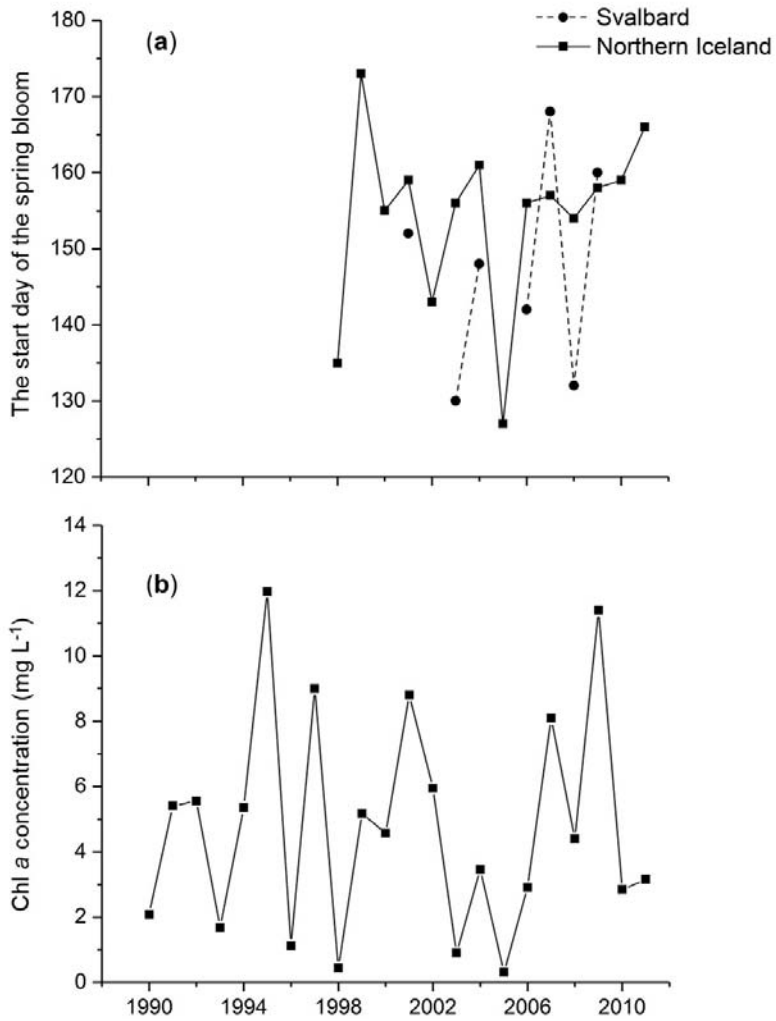 Svalbard
Northern Iceland
(a)
The start day of the spring bloom
180
170
160
150
140
130
120
(b)
Chl a concentration (mg L-1)
14
12
10
8
6
4
2
0
1990 1994 1998 2002 2006 2010